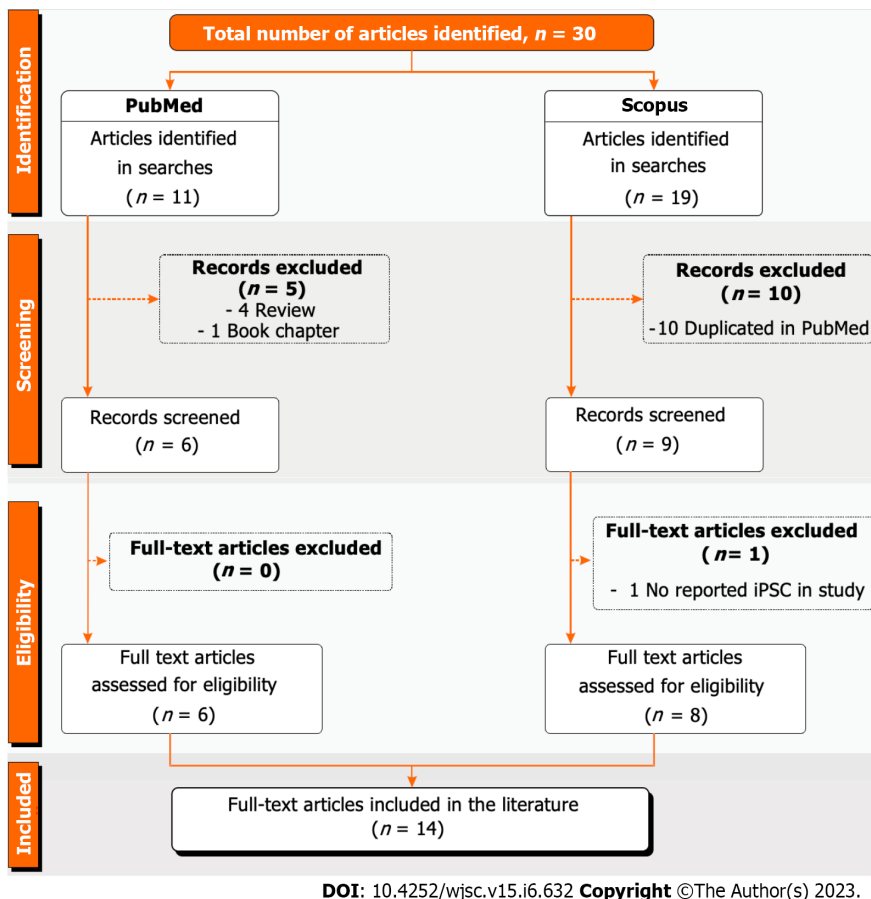 Total number of articles identified, n = 30
Identification
PubMed
Articles identified
in searches
(n = 11)
Scopus
Articles identified
in searches
(n = 19)
Screening
Records excluded
(n = 5)
- 4 Review
- 1 Book chapter
Records excluded
(n = 10)
-10 Duplicated in PubMed
Records screened
(n = 6)
Records screened
(n = 9)
Eligibility
Full-text articles excluded
(n = 0)
Full-text articles excluded
(n= 1)
- 1 No reported iPSC in study
Full text articles
assessed for eligibility
(n = 6)
Full text articles
assessed for eligibility
(n = 8)
Included
Full-text articles included in the literature
(n = 14)
DOI: 10.4252/wjsc.v15.i6.632 Copyright ©The Author(s) 2023.